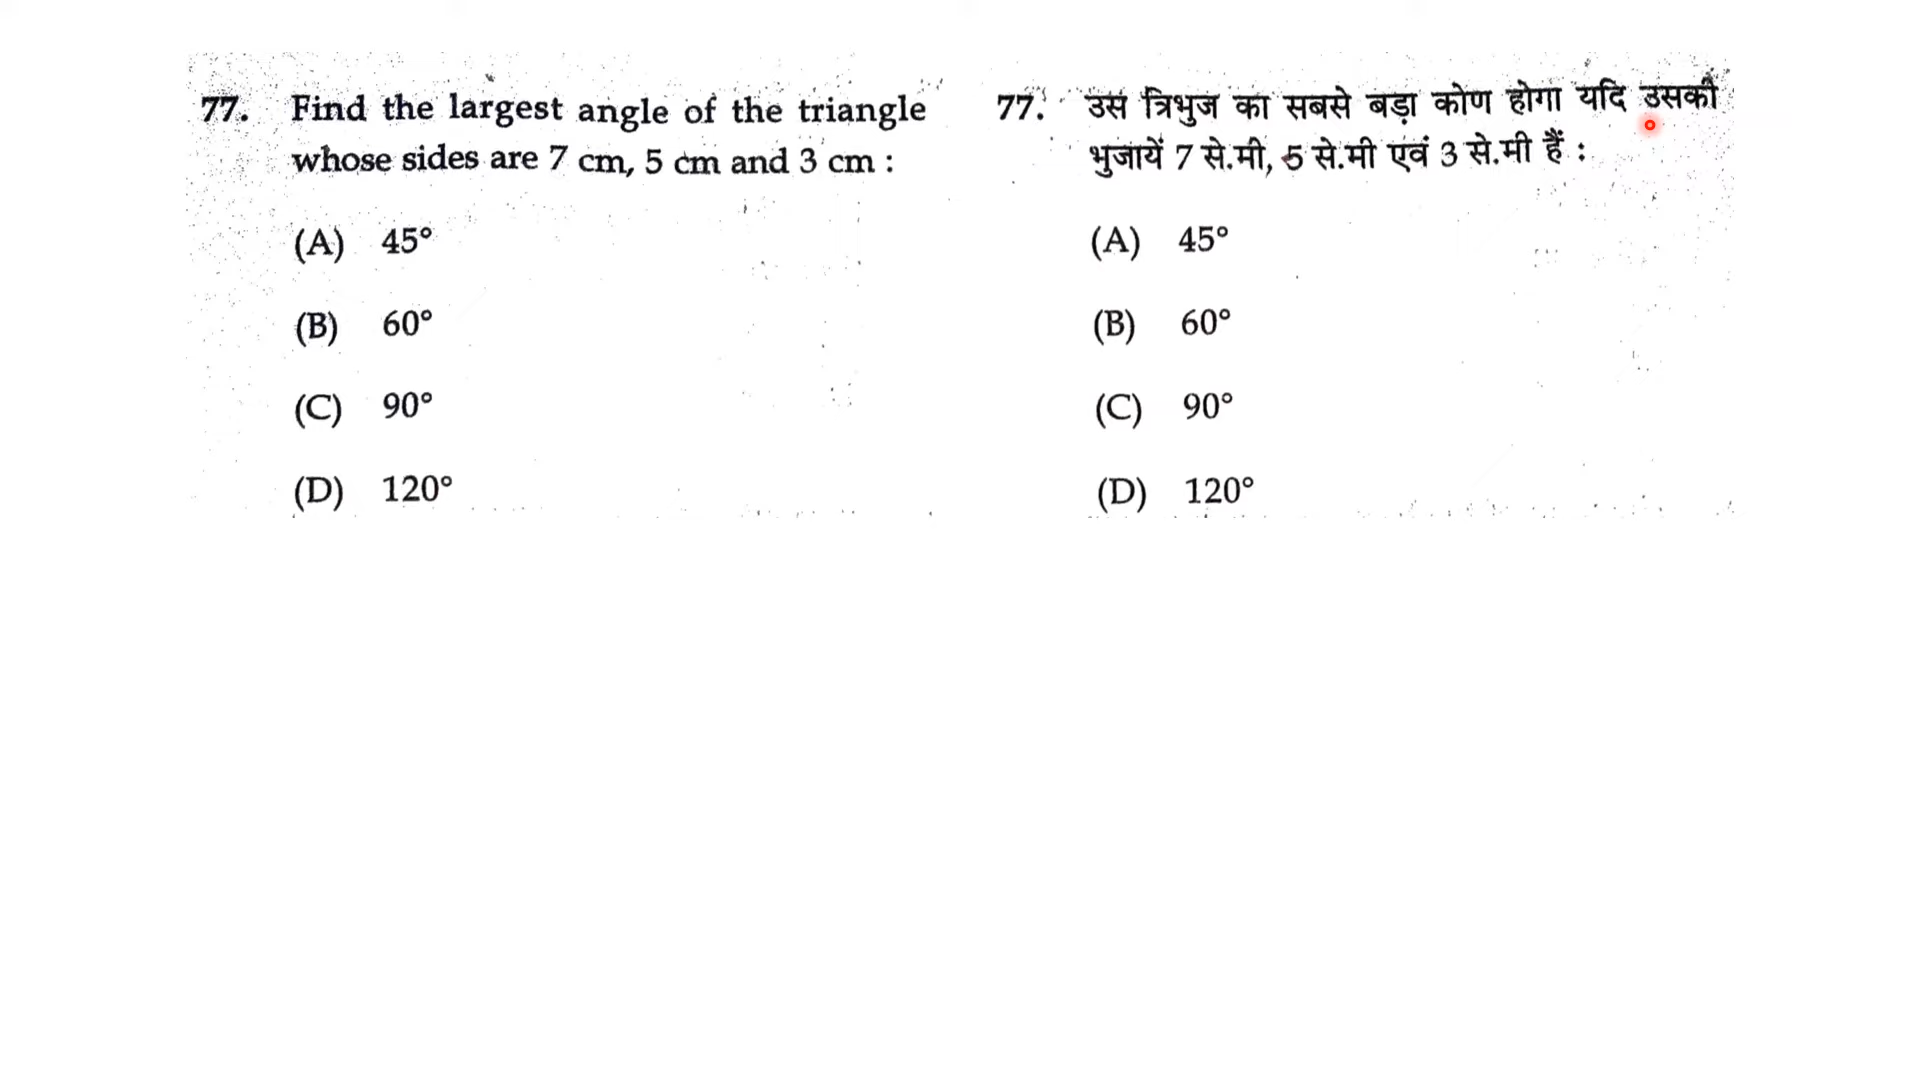 77. Find the largest angle of the triangle
whose sides are 7 cm, 5 cm and 3 cm :
(A) 45°
(B) 60°
(C) 90°
(D) 120°
77. उस त्रिभुज का सबसे बड़ा कोण होगा यदि उसकी
भुजायें 7 से.मी, 5 से.मी एवं 3 से.मी हैं :
(A) 45°
(B) 60°
(C) 90°
(D) 120°